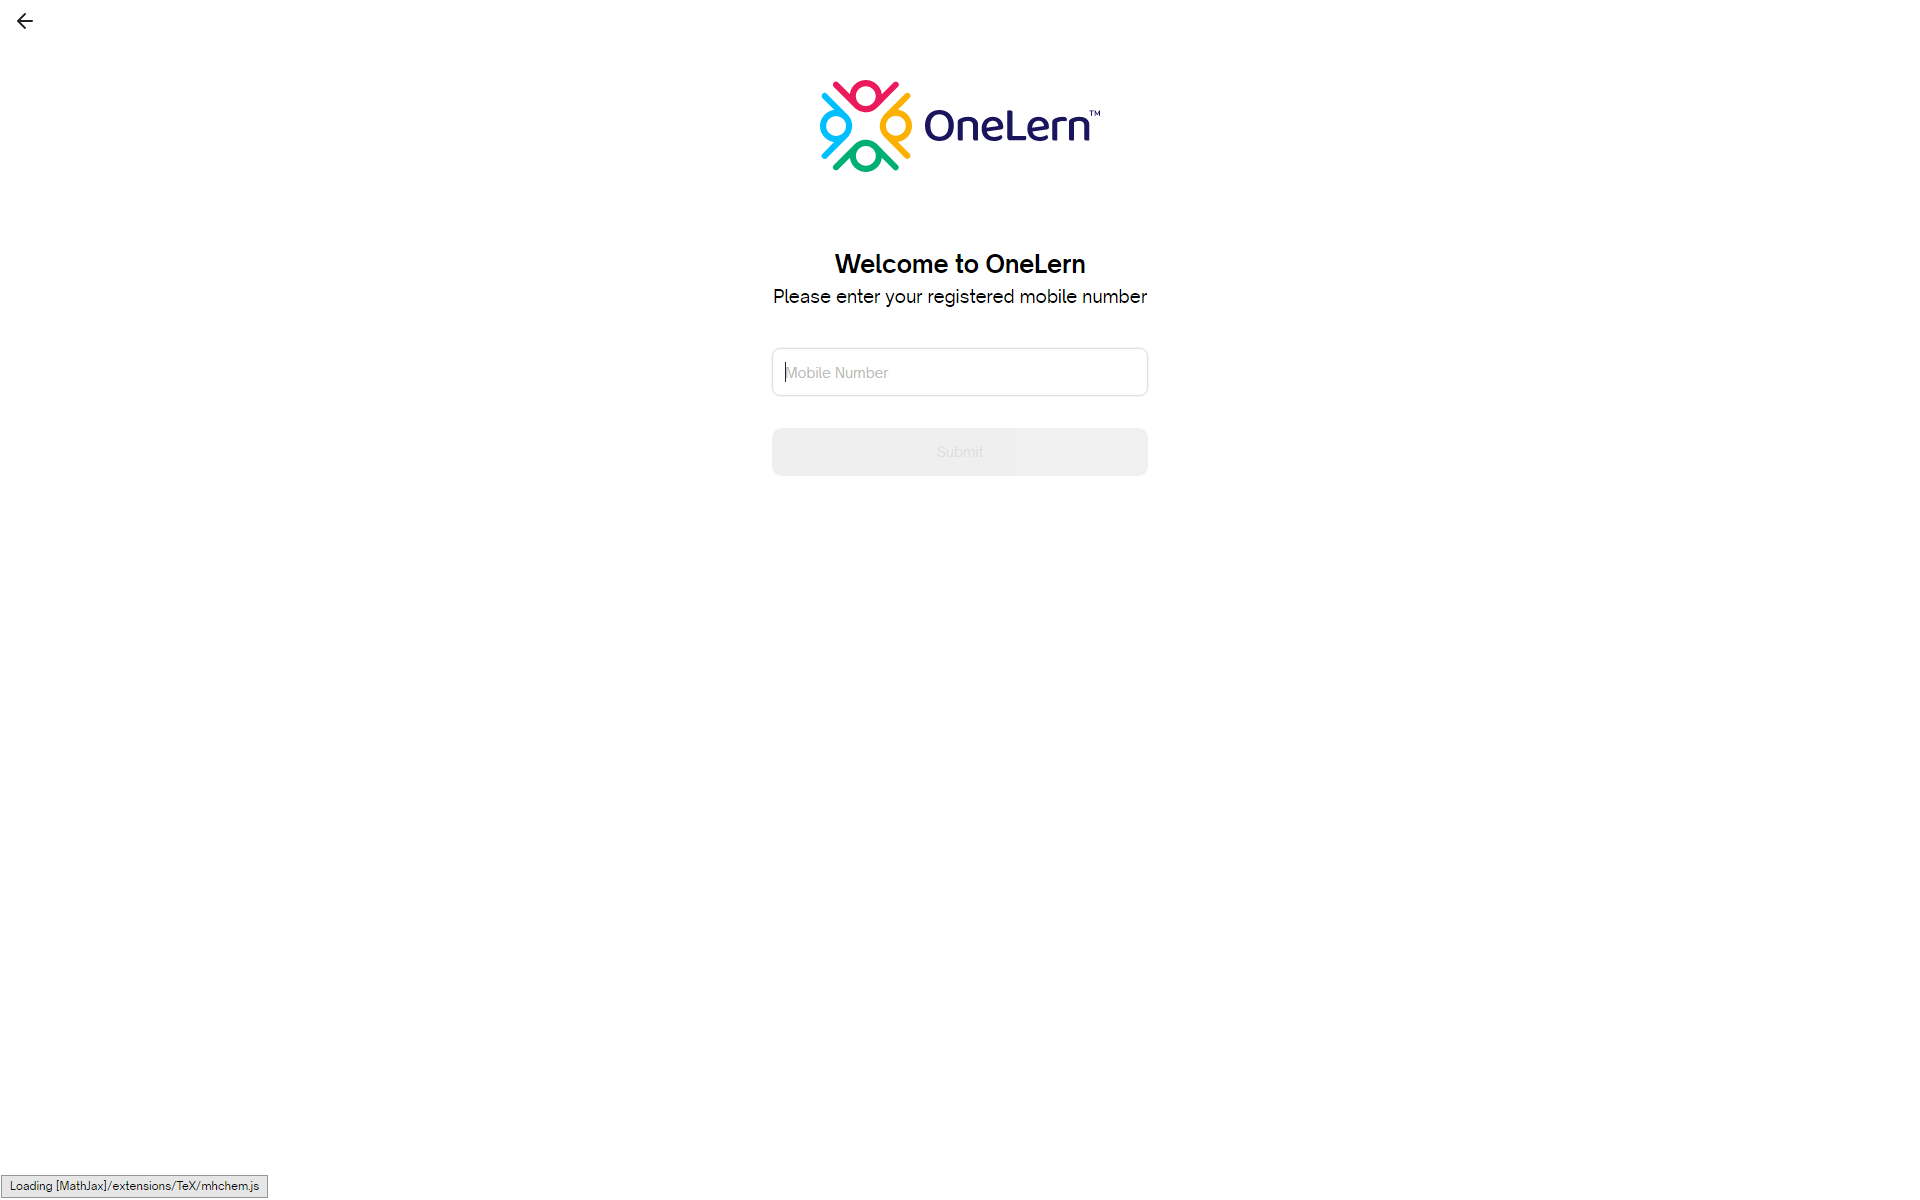 OneLern™
Welcome to OneLern
Please enter your registered mobile number
Mobile Number
Submit
Loading [MathJax]/extensions/TeX/mhchem.js